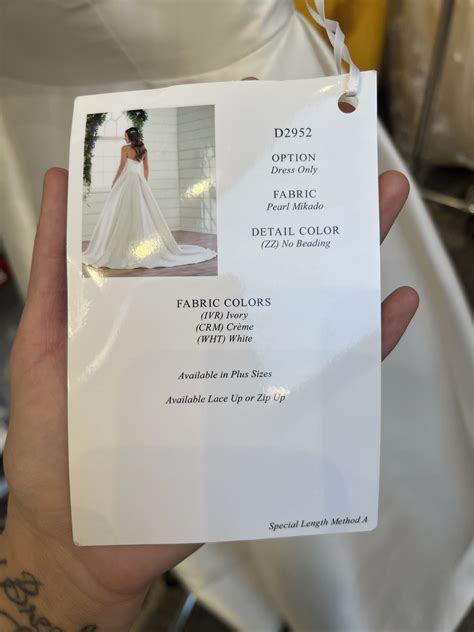 D2952
OPTION
Dress Only
FABRIC
Pearl Mikado
DETAIL COLOR
(ZZ) No Beading
FABRIC COLORS
(IVR) Ivory
(CRM) Crème
(WHT) White
Available in Plus Sizes
Available Lace Up or Zip Up
Special Length Method A